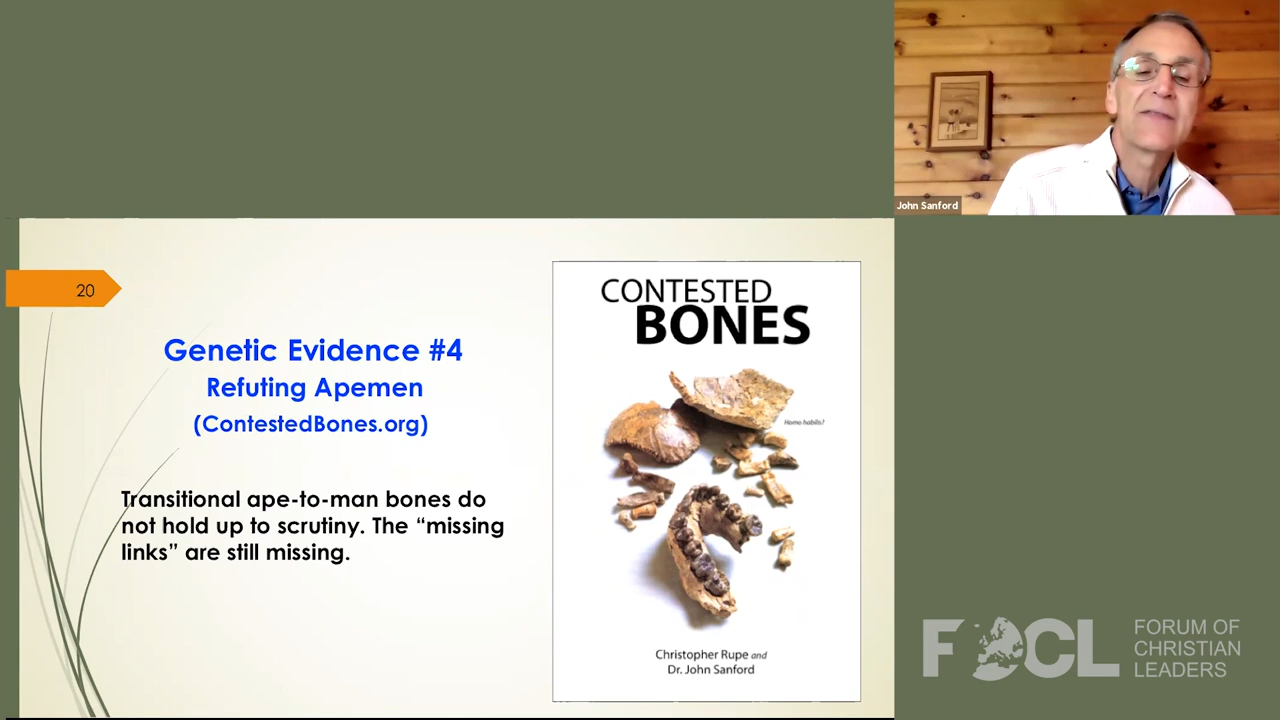 John Sanford
20
Genetic Evidence #4
Refuting Apemen
(ContestedBones.org)
Transitional ape-to-man bones do
not hold up to scrutiny. The “missing
links” are still missing.
CONTESTED
BONES
Homo habilis?
Christopher Rupe and
Dr. John Sanford
FOCL
FORUM OF
CHRISTIAN
LEADERS